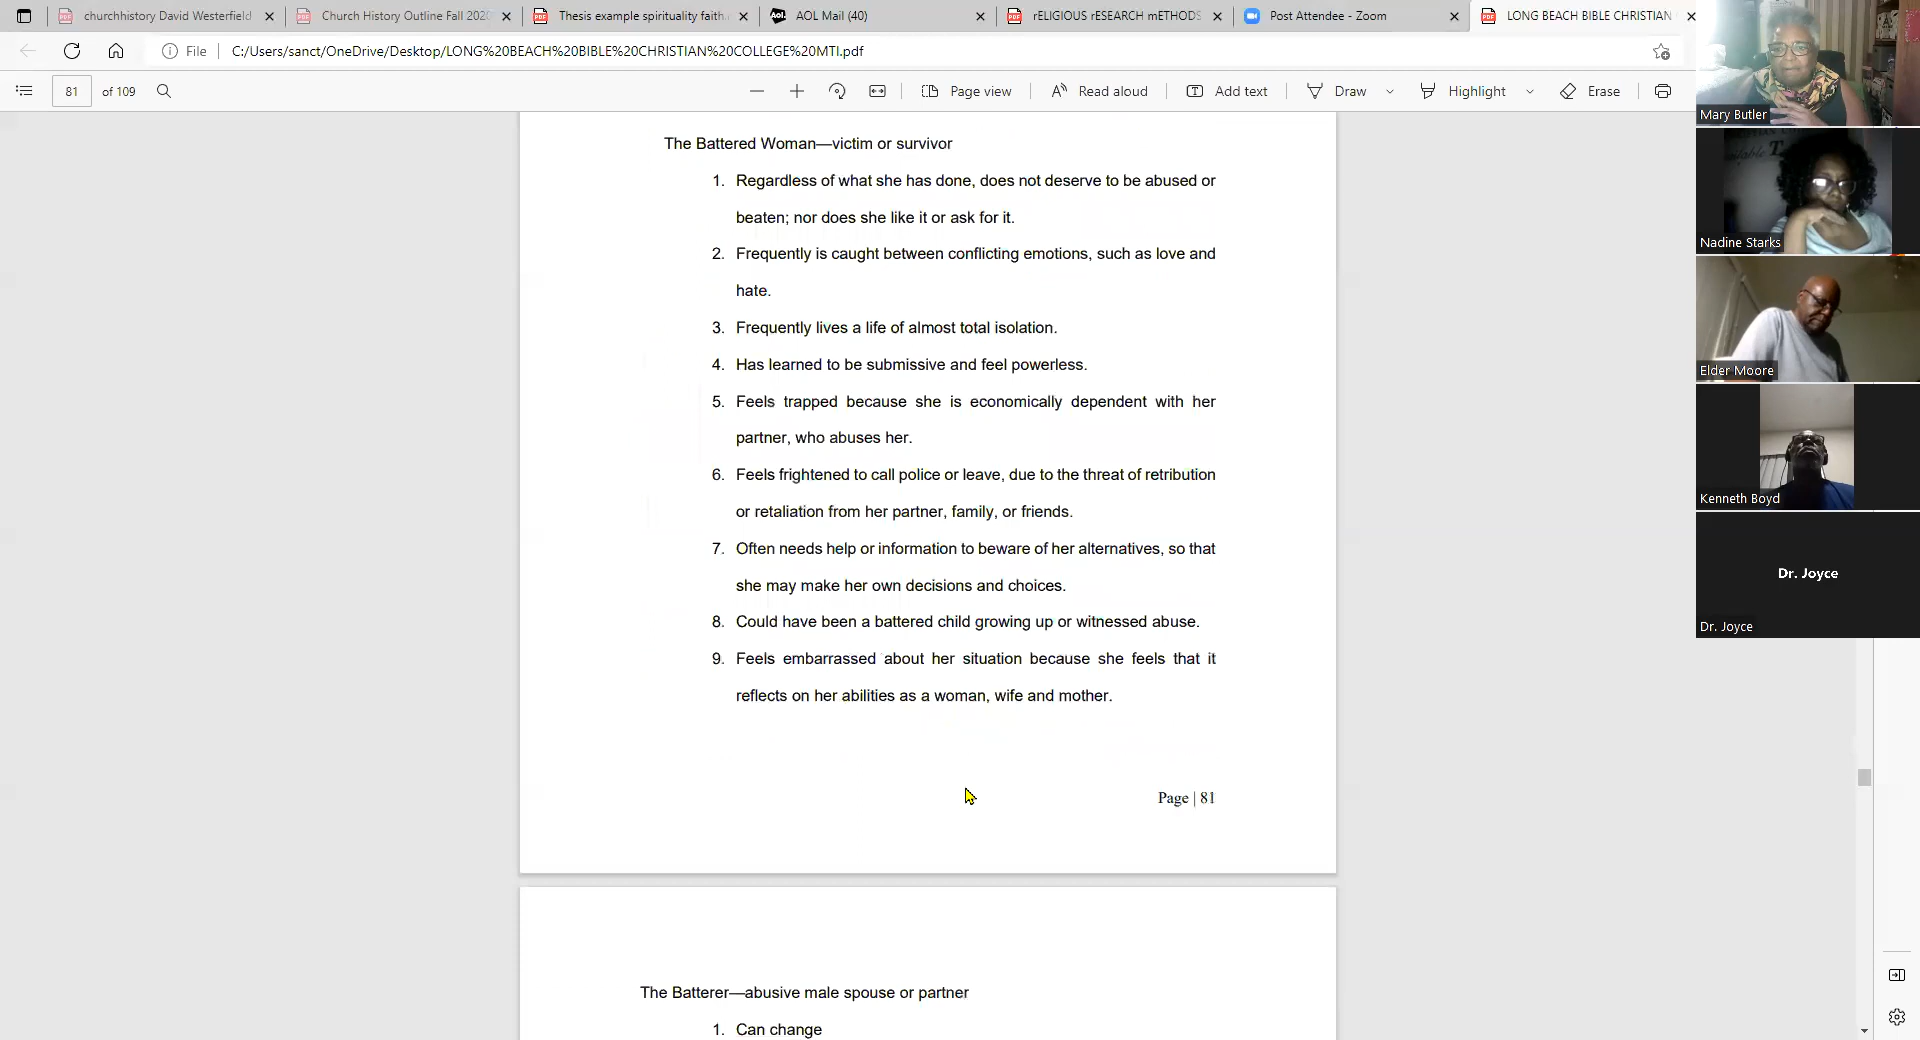 churchhistory David Westerfield
Church History Outline Fall 2020
Thesis example spirituality faith.
Aol. AOL Mail (40)
rELIGIOUS rESEARCH mETHODS
Post Attendee - Zoom
LONG BEACH BIBLE CHRISTIAN
File C:/Users/sanct/OneDrive/Desktop/LONG%20BEACH%20BIBLE%20CHRISTIAN%20COLLEGE%20MTI.pdf
81 of 109 Page view Read aloud Add text Draw Highlight Erase
The Battered Woman—victim or survivor
1. Regardless of what she has done, does not deserve to be abused or
beaten; nor does she like it or ask for it.
2. Frequently is caught between conflicting emotions, such as love and
hate.
3. Frequently lives a life of almost total isolation.
4. Has learned to be submissive and feel powerless.
5. Feels trapped because she is economically dependent with her
partner, who abuses her.
6. Feels frightened to call police or leave, due to the threat of retribution
or retaliation from her partner, family, or friends.
7. Often needs help or information to beware of her alternatives, so that
she may make her own decisions and choices.
8. Could have been a battered child growing up or witnessed abuse.
9. Feels embarrassed about her situation because she feels that it
reflects on her abilities as a woman, wife and mother.
Page | 81
The Batterer—abusive male spouse or partner
1. Can change
Mary Butler
Nadine Starks
Elder Moore
Kenneth Boyd
Dr. Joyce
Dr. Joyce